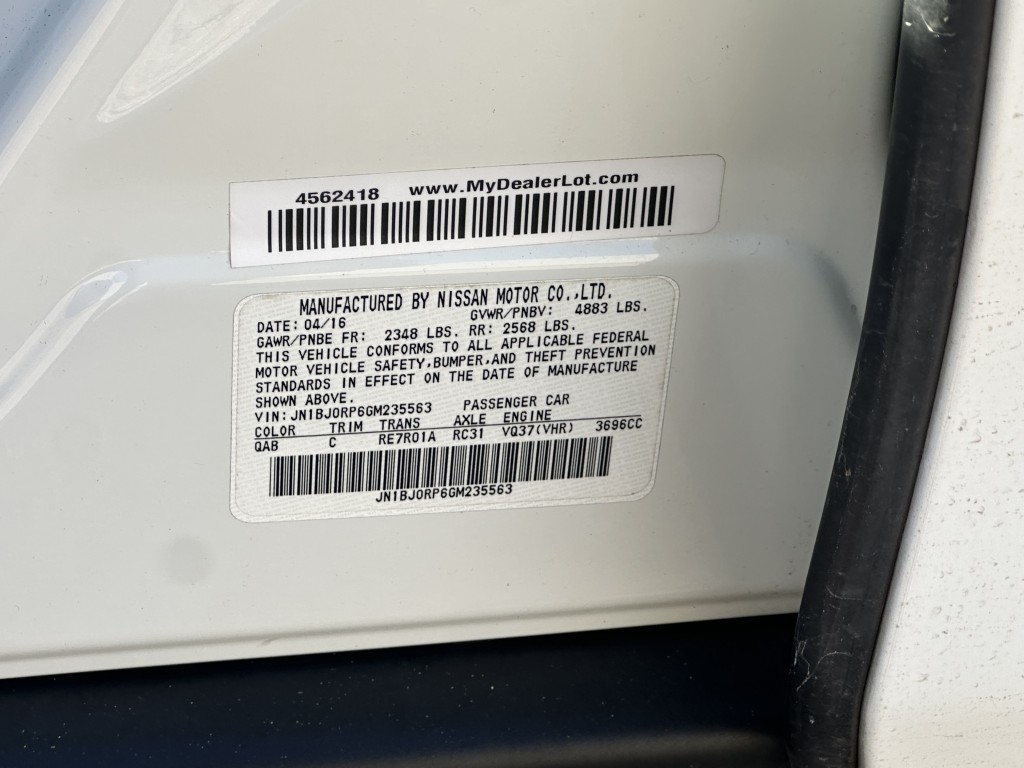 4562418 www.MyDealerLot.com
MANUFACTURED BY NISSAN MOTOR CO.,LTD.
DATE: 04/16 GVWR/PNBV: 4883 LBS.
GAWR/PNBE FR: 2348 LBS. RR: 2568 LBS.
THIS VEHICLE CONFORMS TO ALL APPLICABLE FEDERAL
MOTOR VEHICLE SAFETY,BUMPER,AND THEFT PREVENTION
STANDARDS IN EFFECT ON THE DATE OF MANUFACTURE
SHOWN ABOVE.
VIN:JN1BJ0RP6GM235563 PASSENGER CAR
COLOR TRIM TRANS AXLE ENGINE
QAB C RE7R01A RC31 VQ37(VHR) 3696CC
JN1BJ0RP6GM235563